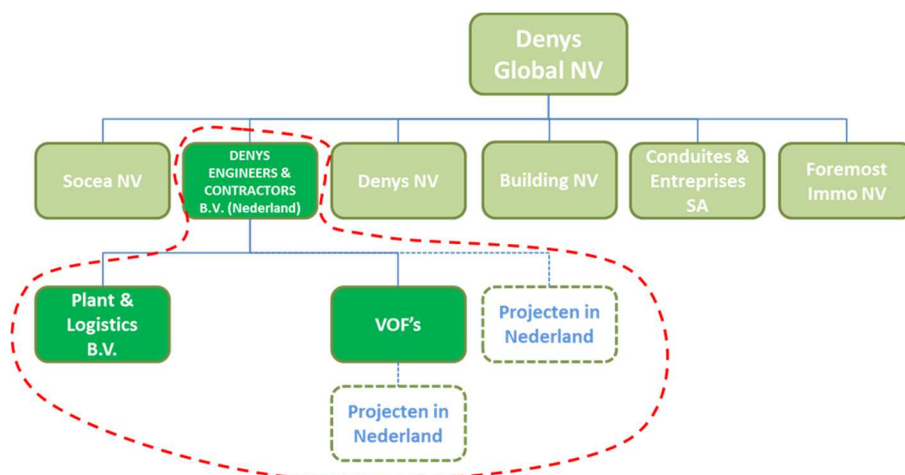 Denys
Global NV
Socea NV
DENYS
ENGINEERS &
CONTRACTORS
B.V. (Nederland)
Denys NV
Building NV
Conduites &
Entreprises
SA
Foremost
Immo NV
Plant &
Logistics
B.V.
VOF's
Projecten in
Nederland
Projecten in
Nederland